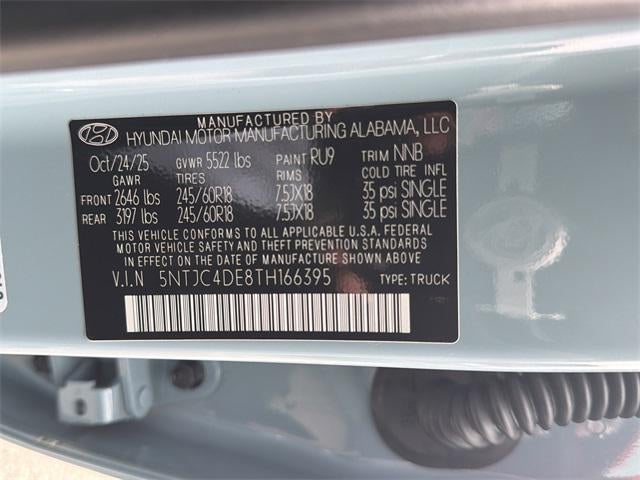 MANUFACTURED BY
HYUNDAI MOTOR MANUFACTURING ALABAMA, LLC
Oct/24/25 GVWR 5522 lbs PAINT RU9 TRIM NNB
GAWR TIRES RIMS COLD TIRE INFL
FRONT 2646 lbs 245/60R18 7.5JX18 35 psi SINGLE
REAR 3197 lbs 245/60R18 7.5JX18 35 psi SINGLE
THIS VEHICLE CONFORMS TO ALL APPLICABLE U.S.A. FEDERAL
MOTOR VEHICLE SAFETY AND THEFT PREVENTION STANDARDS
IN EFFECT ON THE DATE OF MANUFACTURE SHOWN ABOVE
V.I.N 5NTJC4DE8TH166395 TYPE: TRUCK